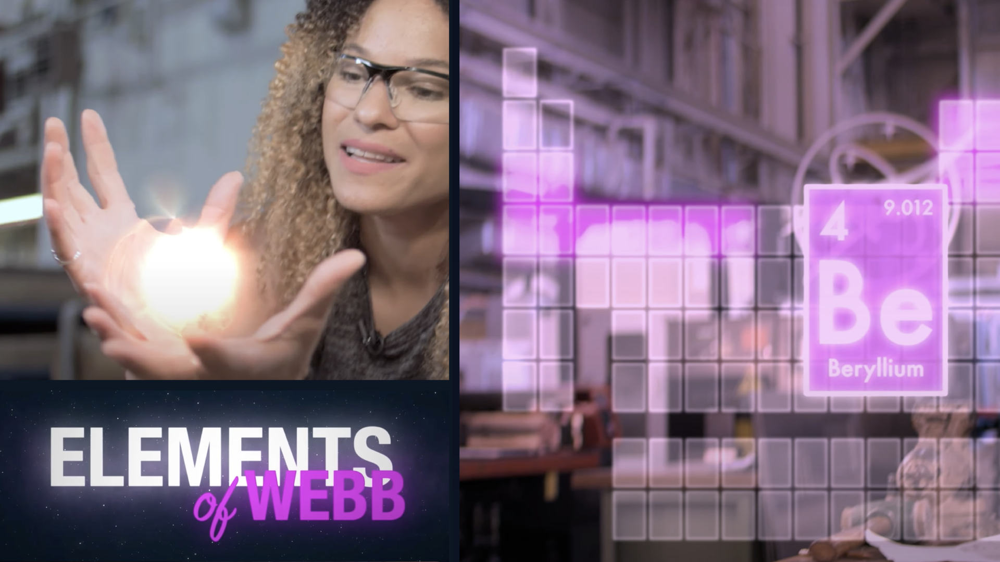 ELEMENTS
of WEBB
4 9.012
Be
Beryllium